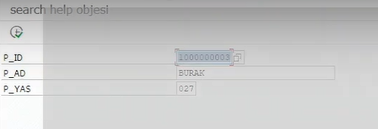 search help objesi
P_ID 1000000003
P_AD BURAK
P_YAS 027